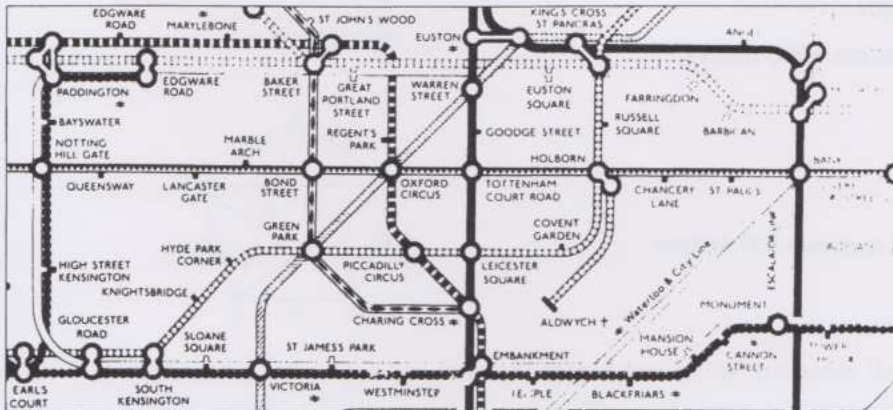 EDGWARE
ROAD
MARYLEBONE
ST JOHN'S WOOD
EUSTON
KING'S CROSS
ST PANCRAS
PADDINGTON
EDGWARE
ROAD
BAKER
STREET
GREAT
PORTLAND
STREET
WARREN
STREET
EUSTON
SQUARE
FARRINGDON
BARBICAN
BAYSWATER
REGENT'S
PARK
RUSSELL
SQUARE
NOTTING
HILL GATE
MARBLE
ARCH
GOODGE STREET
HOLBORN
BANK
QUEENSWAY
LANCASTER
GATE
BOND
STREET
OXFORD
CIRCUS
TOTTENHAM
COURT ROAD
CHANCERY
LANE
ST PAUL'S
GREEN
PARK
COVENT
GARDEN
HYDE PARK
CORNER
HIGH STREET
KENSINGTON
PICCADILLY
CIRCUS
LEICESTER
SQUARE
ESCALATOR LINK
Waterloo & City Line
KNIGHTSBRIDGE
GLOUCESTER
ROAD
CHARING CROSS
ALDWYCH †
MONUMENT
SLOANE
SQUARE
ST JAMES'S PARK
MANSION
HOUSE
EMBANKMENT
CANNON
STREET
EARL'S
COURT
SOUTH
KENSINGTON
VICTORIA
WESTMINSTER
TEMPLE
BLACKFRIARS